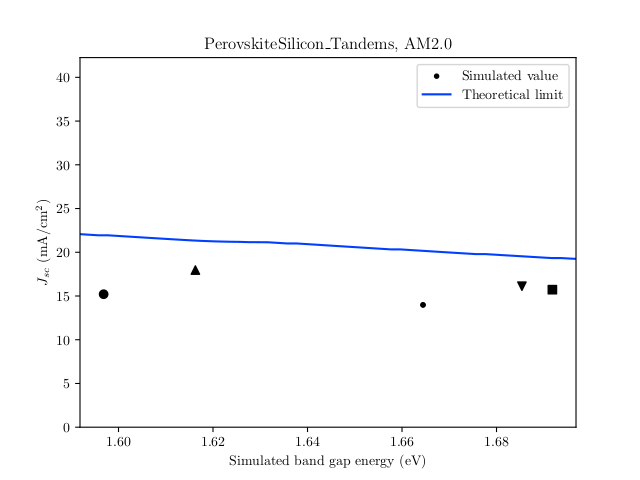 PerovskiteSilicon_Tandems, AM2.0
Simulated value
Theoretical limit
40
35
30
25
20
15
10
5
0
J_sc (mA/cm²)
1.60 1.62 1.64 1.66 1.68
Simulated band gap energy (eV)